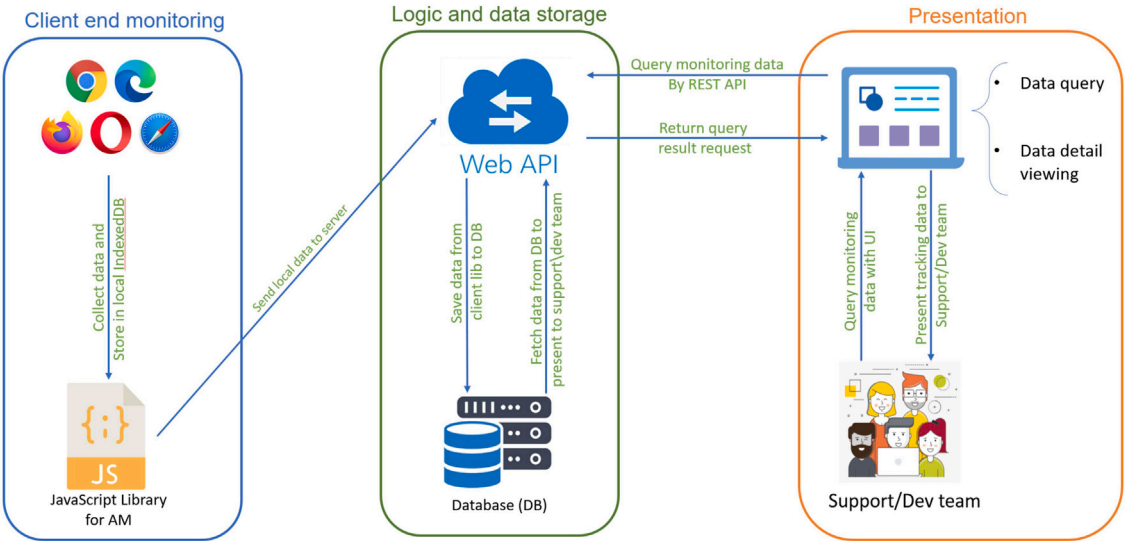 Client end monitoring
Collect data and
Store in local IndexedDB
{;}
JS
JavaScript Library
for AM
Send local data to server
Logic and data storage
Web API
Save data from
client lib to DB
Fetch data from DB to
present to support\dev team
Database (DB)
Query monitoring data
By REST API
Return query
result request
Presentation
• Data query
• Data detail
viewing
Query monitoring
data with UI
Present tracking data to
Support/Dev team
Support/Dev team